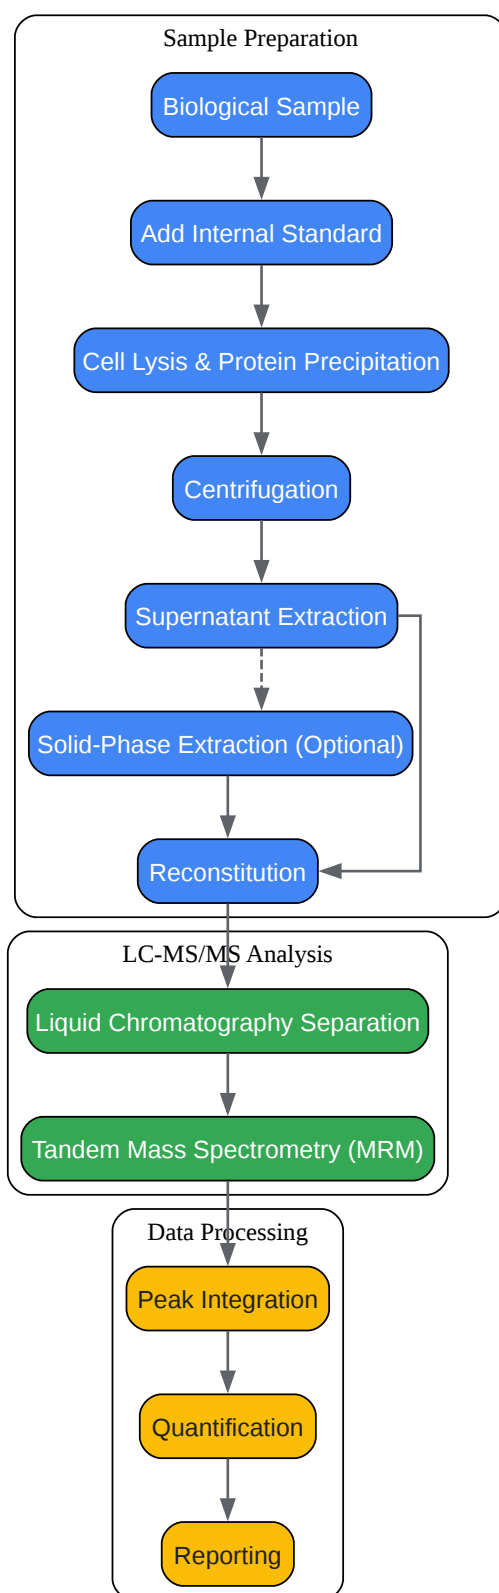 Sample Preparation
Biological Sample
Add Internal Standard
Cell Lysis & Protein Precipitation
Centrifugation
Supernatant Extraction
Solid-Phase Extraction (Optional)
Reconstitution
LC-MS/MS Analysis
Liquid Chromatography Separation
Tandem Mass Spectrometry (MRM)
Data Processing
Peak Integration
Quantification
Reporting